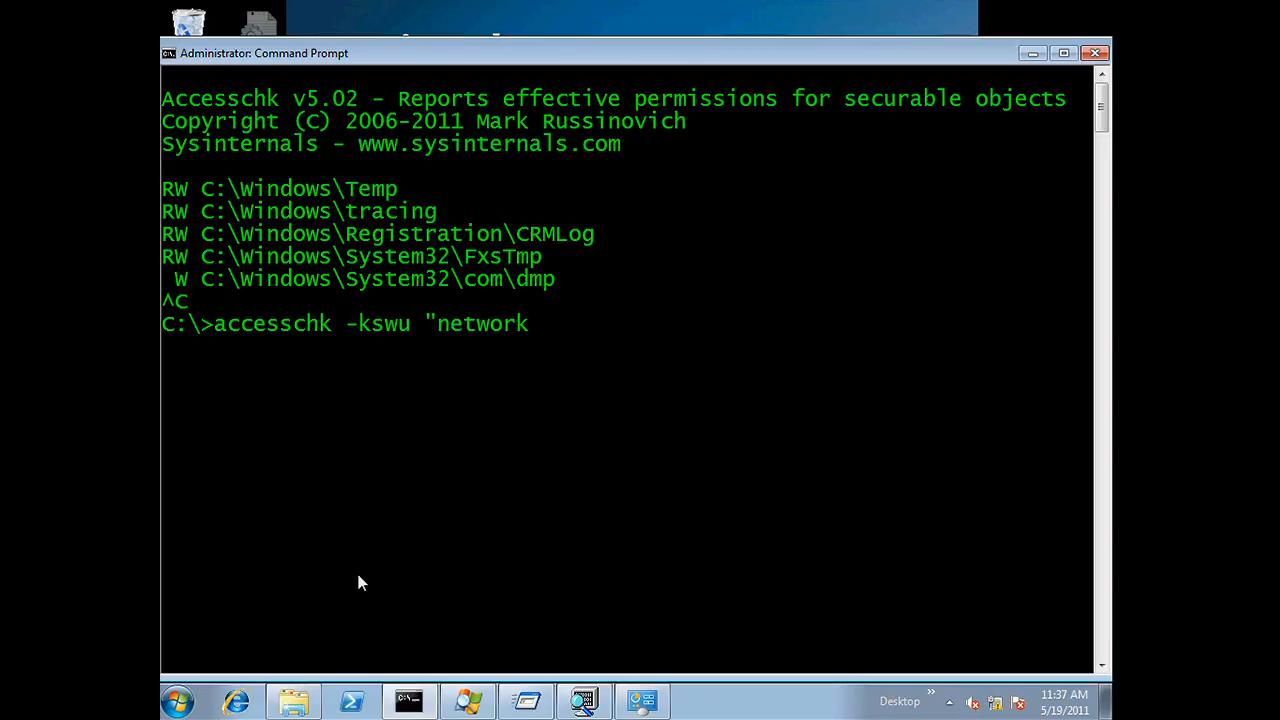 Administrator: Command Prompt
Accesschk v5.02 - Reports effective permissions for securable objects
Copyright (C) 2006-2011 Mark Russinovich
Sysinternals - www.sysinternals.com
RW C:\Windows\Temp
RW C:\Windows\tracing
RW C:\Windows\Registration\CRMLog
RW C:\Windows\System32\FxsTmp
 W C:\Windows\System32\com\dmp
^C
C:\>accesschk -kswu "network
Desktop »
11:37 AM
5/19/2011